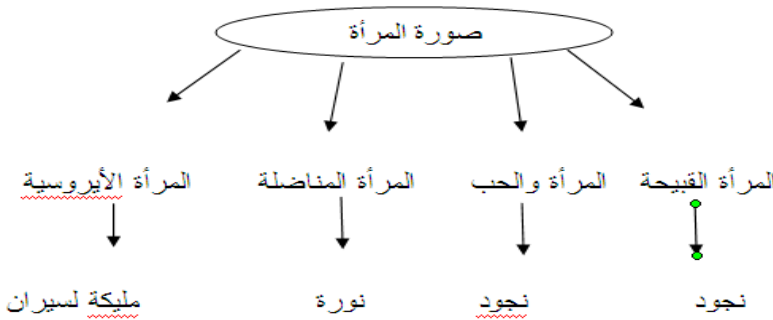 صورة المرأة
المرأة القبيحة المرأة والحب المرأة المناضلة المرأة الأيروسية
نجود نجود نورة مليكة لسيران